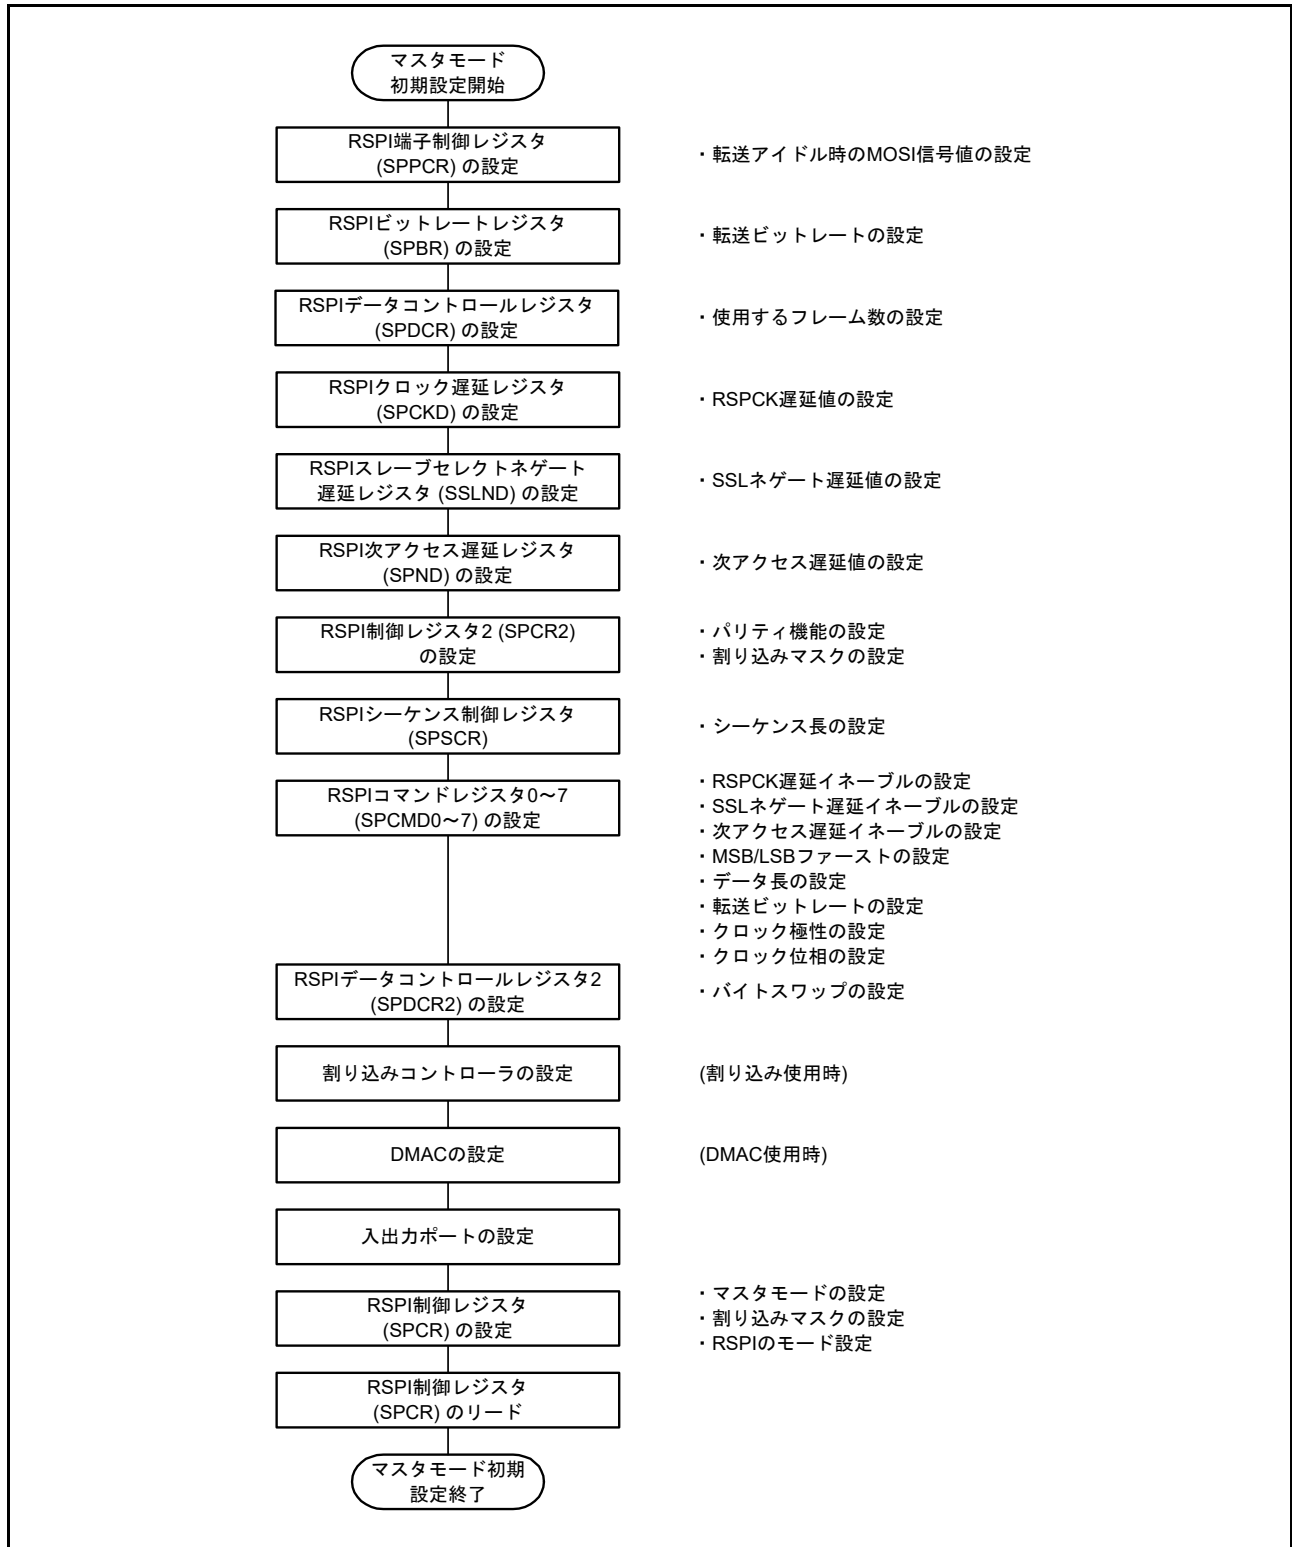 マスタモード
初期設定開始
RSPI端子制御レジスタ
(SPPCR) の設定
・転送アイドル時のMOSI信号値の設定
RSPIビットレートレジスタ
(SPBR) の設定
・転送ビットレートの設定
RSPIデータコントロールレジスタ
(SPDCR) の設定
・使用するフレーム数の設定
RSPIクロック遅延レジスタ
(SPCKD) の設定
・RSPCK遅延値の設定
RSPIスレーブセレクトネゲート
遅延レジスタ (SSLND) の設定
・SSLネゲート遅延値の設定
RSPI次アクセス遅延レジスタ
(SPND) の設定
・次アクセス遅延値の設定
RSPI制御レジスタ2 (SPCR2)
の設定
・パリティ機能の設定
・割り込みマスクの設定
RSPIシーケンス制御レジスタ
(SPSCR)
・シーケンス長の設定
RSPIコマンドレジスタ0～7
(SPCMD0～7) の設定
・RSPCK遅延イネーブルの設定
・SSLネゲート遅延イネーブルの設定
・次アクセス遅延イネーブルの設定
・MSB/LSBファーストの設定
・データ長の設定
・転送ビットレートの設定
・クロック極性の設定
・クロック位相の設定
RSPIデータコントロールレジスタ2
(SPDCR2) の設定
・バイトスワップの設定
割り込みコントローラの設定
(割り込み使用時)
DMACの設定
(DMAC使用時)
入出力ポートの設定
RSPI制御レジスタ
(SPCR) の設定
・マスタモードの設定
・割り込みマスクの設定
・RSPIのモード設定
RSPI制御レジスタ
(SPCR) のリード
マスタモード初期
設定終了